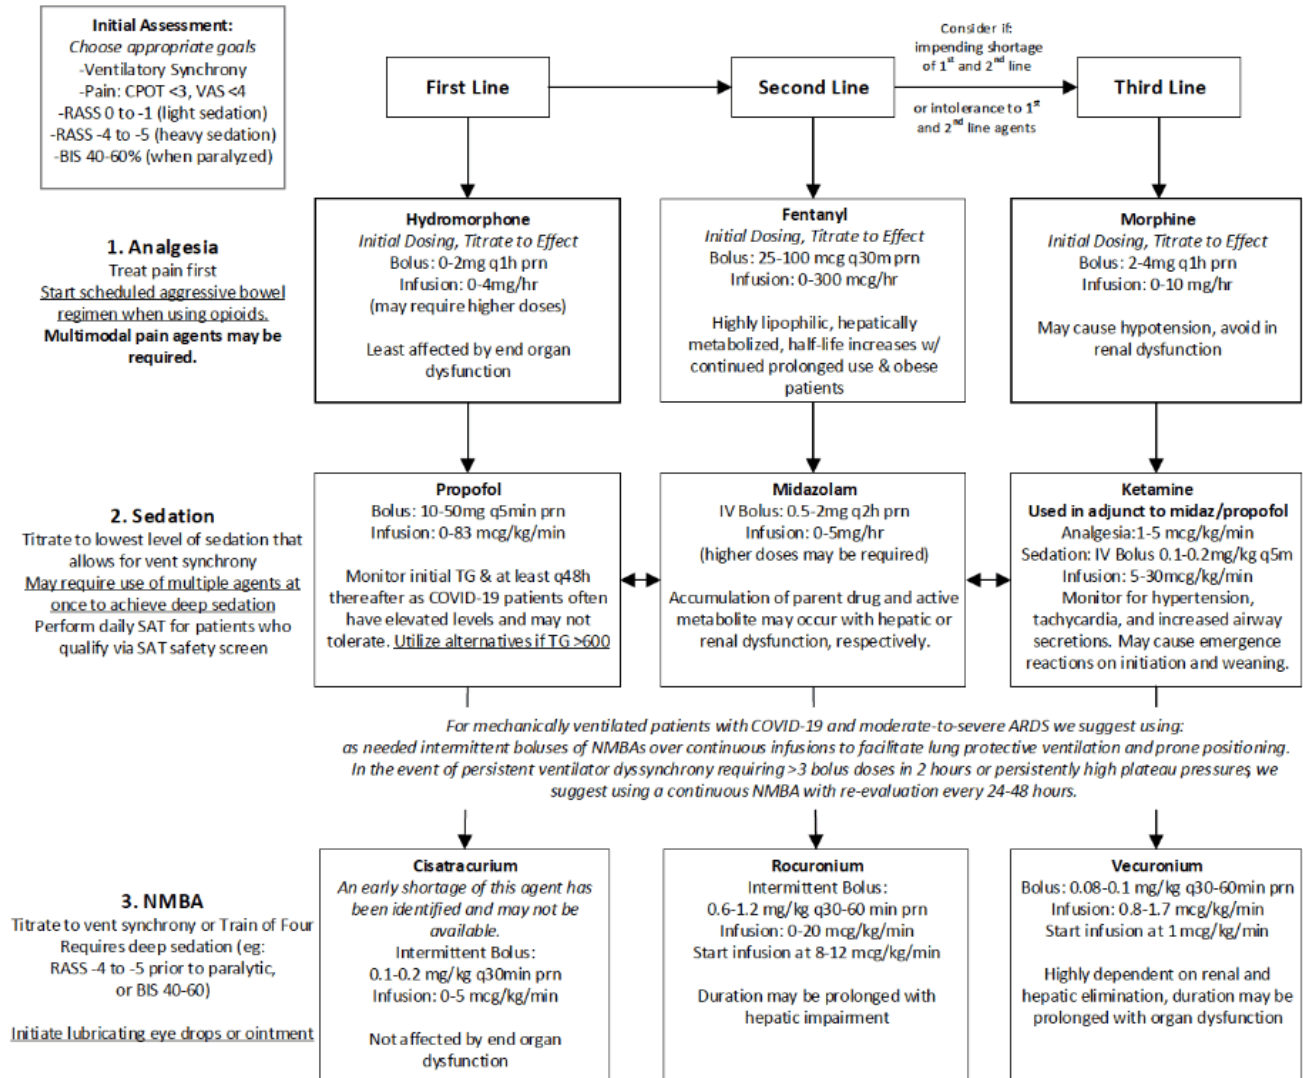 Initial Assessment:
Choose appropriate goals
-Ventilatory Synchrony
-Pain: CPOT <3, VAS <4
-RASS 0 to -1 (light sedation)
-RASS -4 to -5 (heavy sedation)
-BIS 40-60% (when paralyzed)
First Line
Second Line
Consider if:
impending shortage
of 1st and 2nd line
or intolerance to 1st
and 2nd line agents
Third Line
1. Analgesia
Treat pain first
Start scheduled aggressive bowel
regimen when using opioids.
Multimodal pain agents may be
required.
Hydromorphone
Initial Dosing, Titrate to Effect
Bolus: 0-2mg q1h prn
Infusion: 0-4mg/hr
(may require higher doses)
Least affected by end organ
dysfunction
Fentanyl
Initial Dosing, Titrate to Effect
Bolus: 25-100 mcg q30m prn
Infusion: 0-300 mcg/hr
Highly lipophilic, hepatically
metabolized, half-life increases w/
continued prolonged use & obese
patients
Morphine
Initial Dosing, Titrate to Effect
Bolus: 2-4mg q1h prn
Infusion: 0-10 mg/hr
May cause hypotension, avoid in
renal dysfunction
2. Sedation
Titrate to lowest level of sedation that
allows for vent synchrony
May require use of multiple agents at
once to achieve deep sedation
Perform daily SAT for patients who
qualify via SAT safety screen
Propofol
Bolus: 10-50mg q5min prn
Infusion: 0-83 mcg/kg/min
Monitor initial TG & at least q48h
thereafter as COVID-19 patients often
have elevated levels and may not
tolerate. Utilize alternatives if TG >600
Midazolam
IV Bolus: 0.5-2mg q2h prn
Infusion: 0-5mg/hr
(higher doses may be required)
Accumulation of parent drug and active
metabolite may occur with hepatic or
renal dysfunction, respectively.
Ketamine
Used in adjunct to midaz/propofol
Analgesia:1-5 mcg/kg/min
Sedation: IV Bolus 0.1-0.2mg/kg q5m
Infusion: 5-30mcg/kg/min
Monitor for hypertension,
tachycardia, and increased airway
secretions. May cause emergence
reactions on initiation and weaning.
For mechanically ventilated patients with COVID-19 and moderate-to-severe ARDS we suggest using:
as needed intermittent boluses of NMBAs over continuous infusions to facilitate lung protective ventilation and prone positioning.
In the event of persistent ventilator dyssynchrony requiring >3 bolus doses in 2 hours or persistently high plateau pressures, we
suggest using a continuous NMBA with re-evaluation every 24-48 hours.
3. NMBA
Titrate to vent synchrony or Train of Four
Requires deep sedation (eg:
RASS -4 to -5 prior to paralytic,
or BIS 40-60)
Initiate lubricating eye drops or ointment
Cisatracurium
An early shortage of this agent has
been identified and may not be
available.
Intermittent Bolus:
0.1-0.2 mg/kg q30min prn
Infusion: 0-5 mcg/kg/min
Not affected by end organ
dysfunction
Rocuronium
Intermittent Bolus:
0.6-1.2 mg/kg q30-60 min prn
Infusion: 0-20 mcg/kg/min
Start infusion at 8-12 mcg/kg/min
Duration may be prolonged with
hepatic impairment
Vecuronium
Bolus: 0.08-0.1 mg/kg q30-60min prn
Infusion: 0.8-1.7 mcg/kg/min
Start infusion at 1 mcg/kg/min
Highly dependent on renal and
hepatic elimination, duration may be
prolonged with organ dysfunction